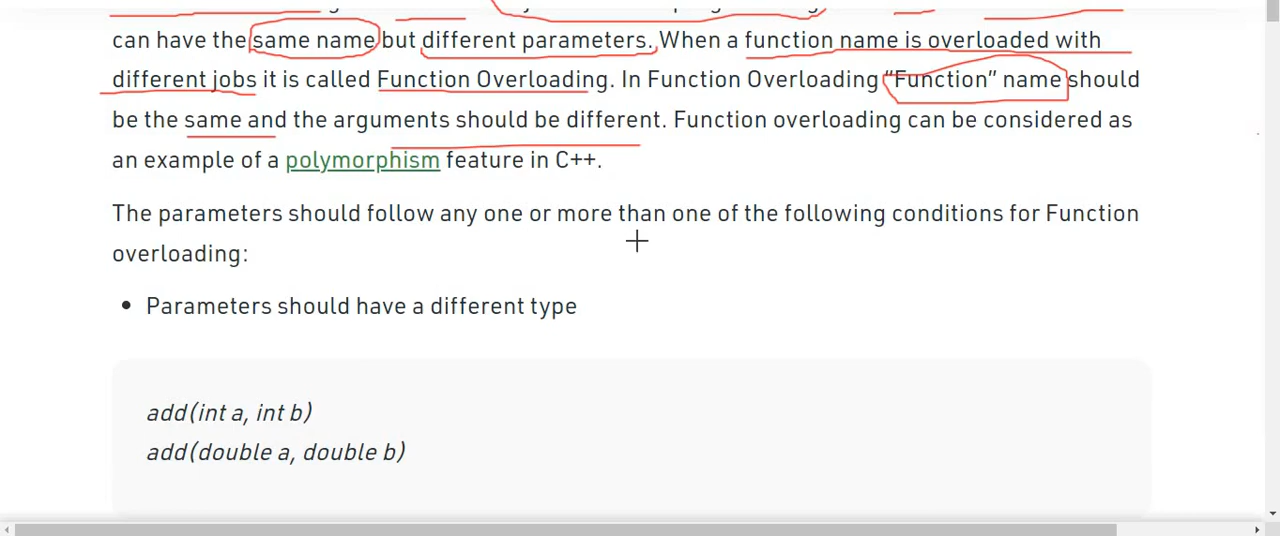 can have the same name but different parameters. When a function name is overloaded with
different jobs it is called Function Overloading. In Function Overloading “Function” name should
be the same and the arguments should be different. Function overloading can be considered as
an example of a polymorphism feature in C++.
The parameters should follow any one or more than one of the following conditions for Function
overloading:
• Parameters should have a different type
add(int a, int b)
add(double a, double b)